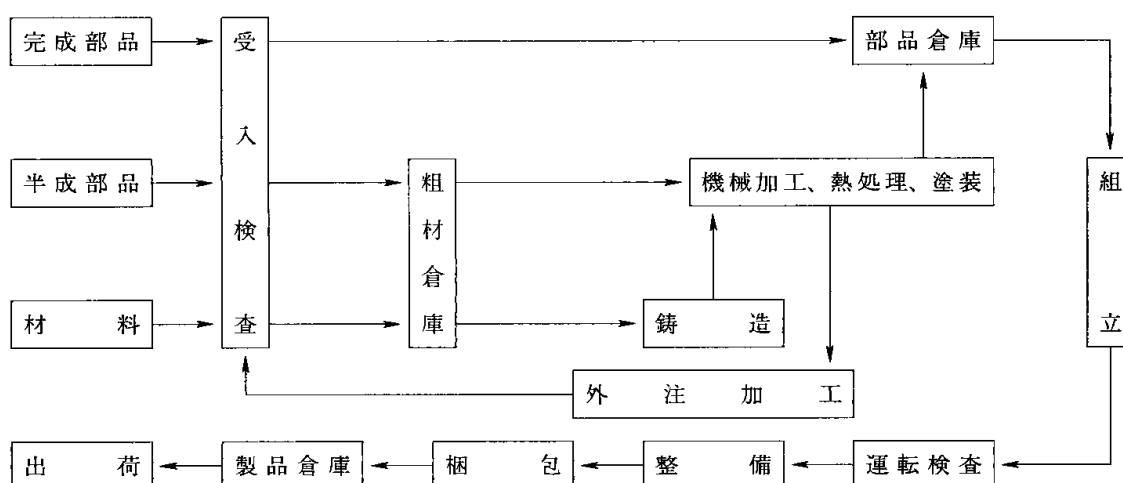 完成部品
受入検査
部品倉庫
半成部品
粗材倉庫
機械加工、熱処理、塗装
組立
材料
鋳造
外注加工
出荷
製品倉庫
梱包
整備
運転検査